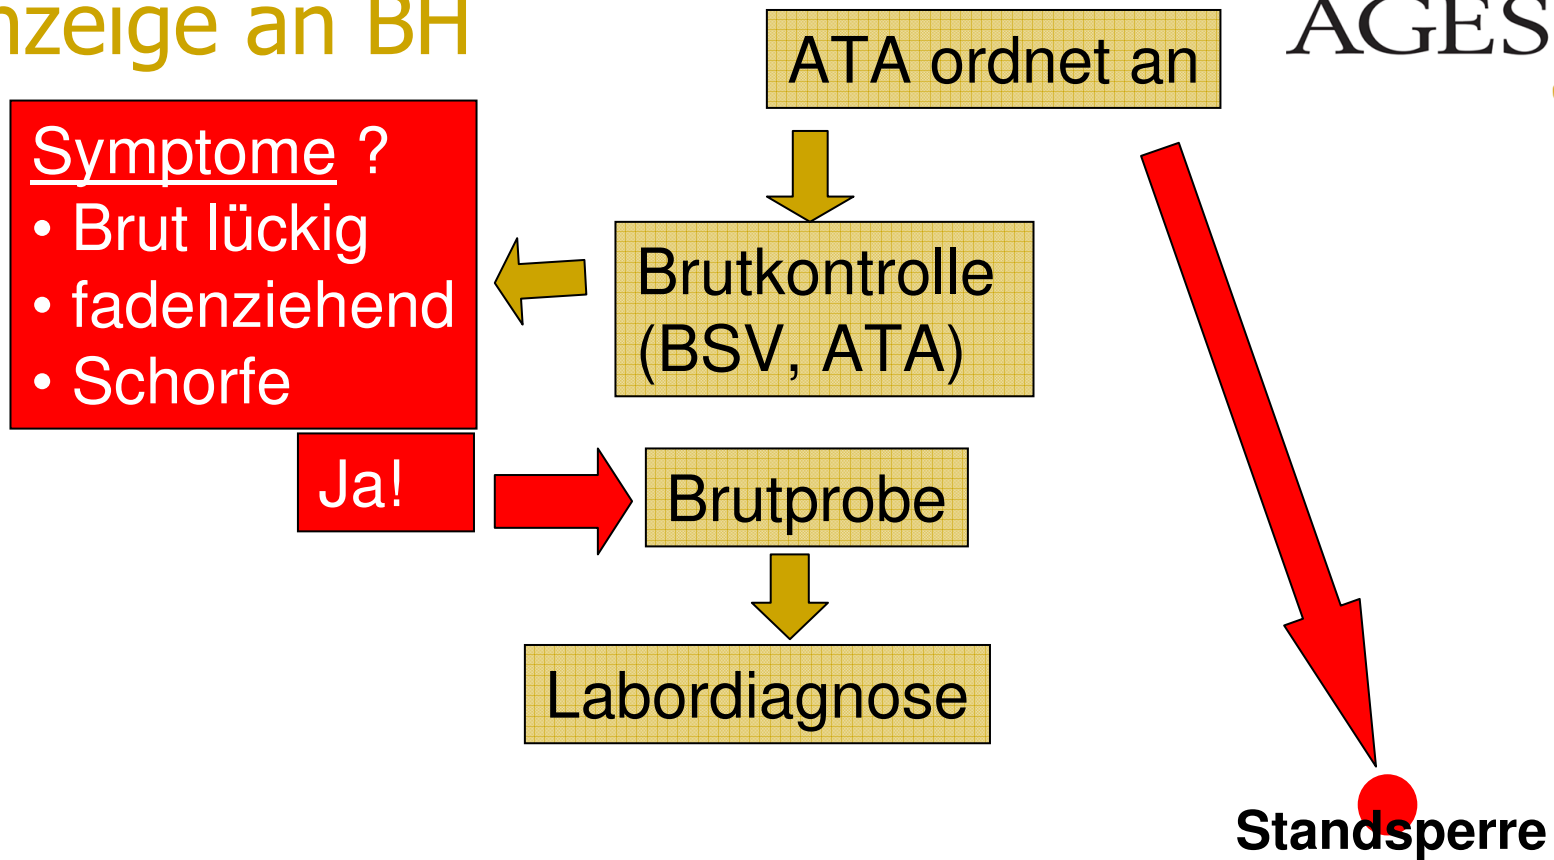 nzeige an BH
AGES
ATA ordnet an
Symptome ?
• Brut lückig
• fadenziehend
• Schorfe
Brutkontrolle
(BSV, ATA)
Ja!
Brutprobe
Labordiagnose
Standsperre